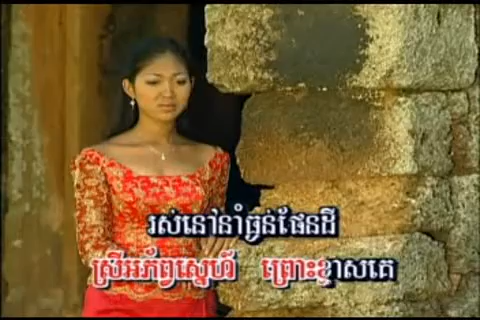 រស់នៅនាំធ្ងន់ផែនដី
ស្រីអភ័ព្វស្នេហ៍ ព្រោះខ្មាសគេ